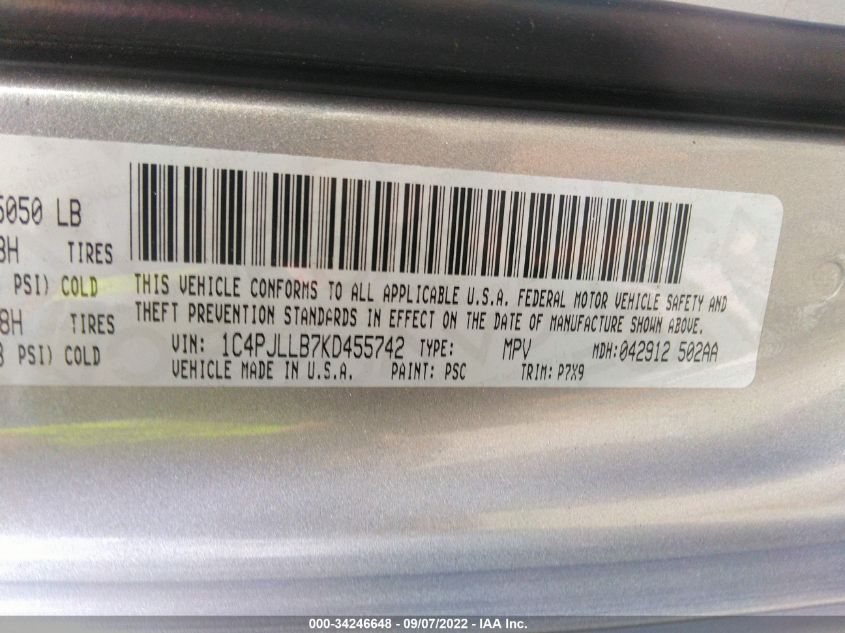 5050 LB
8H TIRES
PSI) COLD
8H TIRES
PSI) COLD
THIS VEHICLE CONFORMS TO ALL APPLICABLE U.S.A. FEDERAL MOTOR VEHICLE SAFETY AND
THEFT PREVENTION STANDARDS IN EFFECT ON THE DATE OF MANUFACTURE SHOWN ABOVE.
VIN: 1C4PJLLB7KD455742 TYPE: MPV MDH:042912 502AA
VEHICLE MADE IN U.S.A. PAINT: PSC TRIM: P7X9
000-34246648 - 09/07/2022 - IAA Inc.